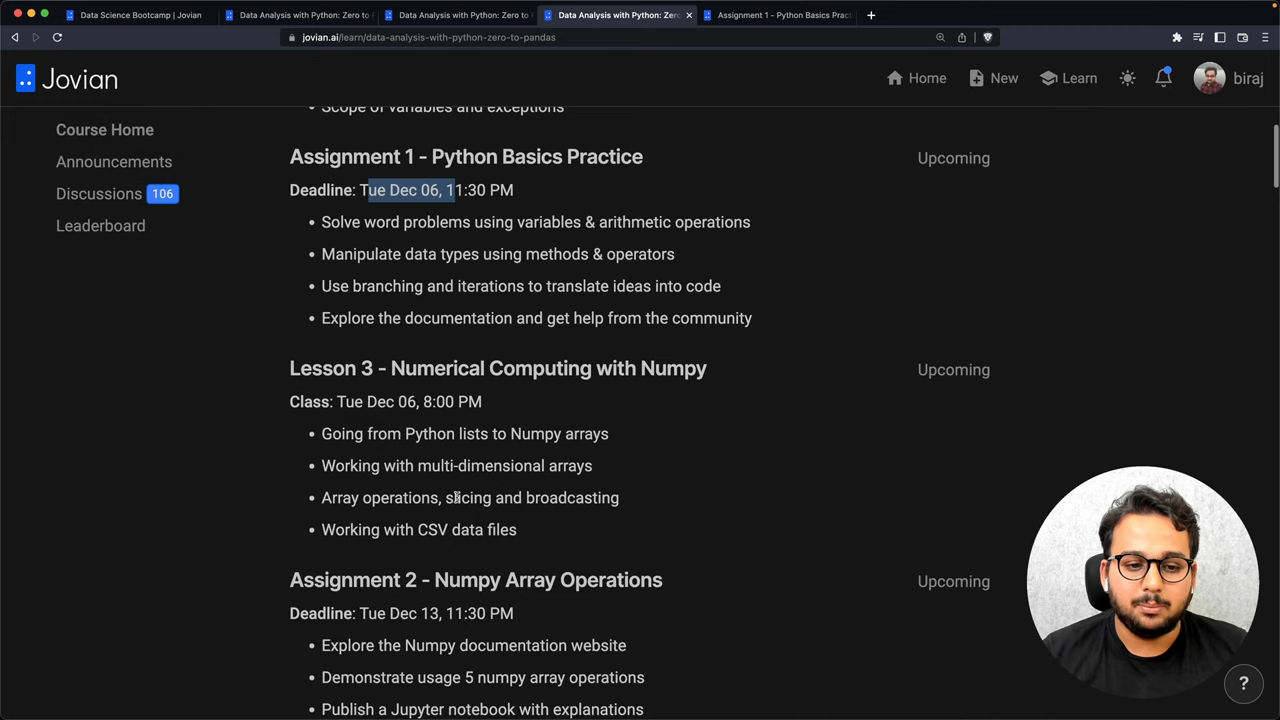 Data Science Bootcamp | Jovian
Data Analysis with Python: Zero to
Data Analysis with Python: Zero to
Data Analysis with Python: Zero
Assignment 1 - Python Basics Pract
jovian.ai/learn/data-analysis-with-python-zero-to-pandas
Jovian
Home
New
Learn
biraj
Course Home
Announcements
Discussions 106
Leaderboard
• Scope of variables and exceptions
Assignment 1 - Python Basics Practice
Upcoming
Deadline: Tue Dec 06, 11:30 PM
• Solve word problems using variables & arithmetic operations
• Manipulate data types using methods & operators
• Use branching and iterations to translate ideas into code
• Explore the documentation and get help from the community
Lesson 3 - Numerical Computing with Numpy
Upcoming
Class: Tue Dec 06, 8:00 PM
• Going from Python lists to Numpy arrays
• Working with multi-dimensional arrays
• Array operations, slicing and broadcasting
• Working with CSV data files
Assignment 2 - Numpy Array Operations
Upcoming
Deadline: Tue Dec 13, 11:30 PM
• Explore the Numpy documentation website
• Demonstrate usage 5 numpy array operations
• Publish a Jupyter notebook with explanations
?